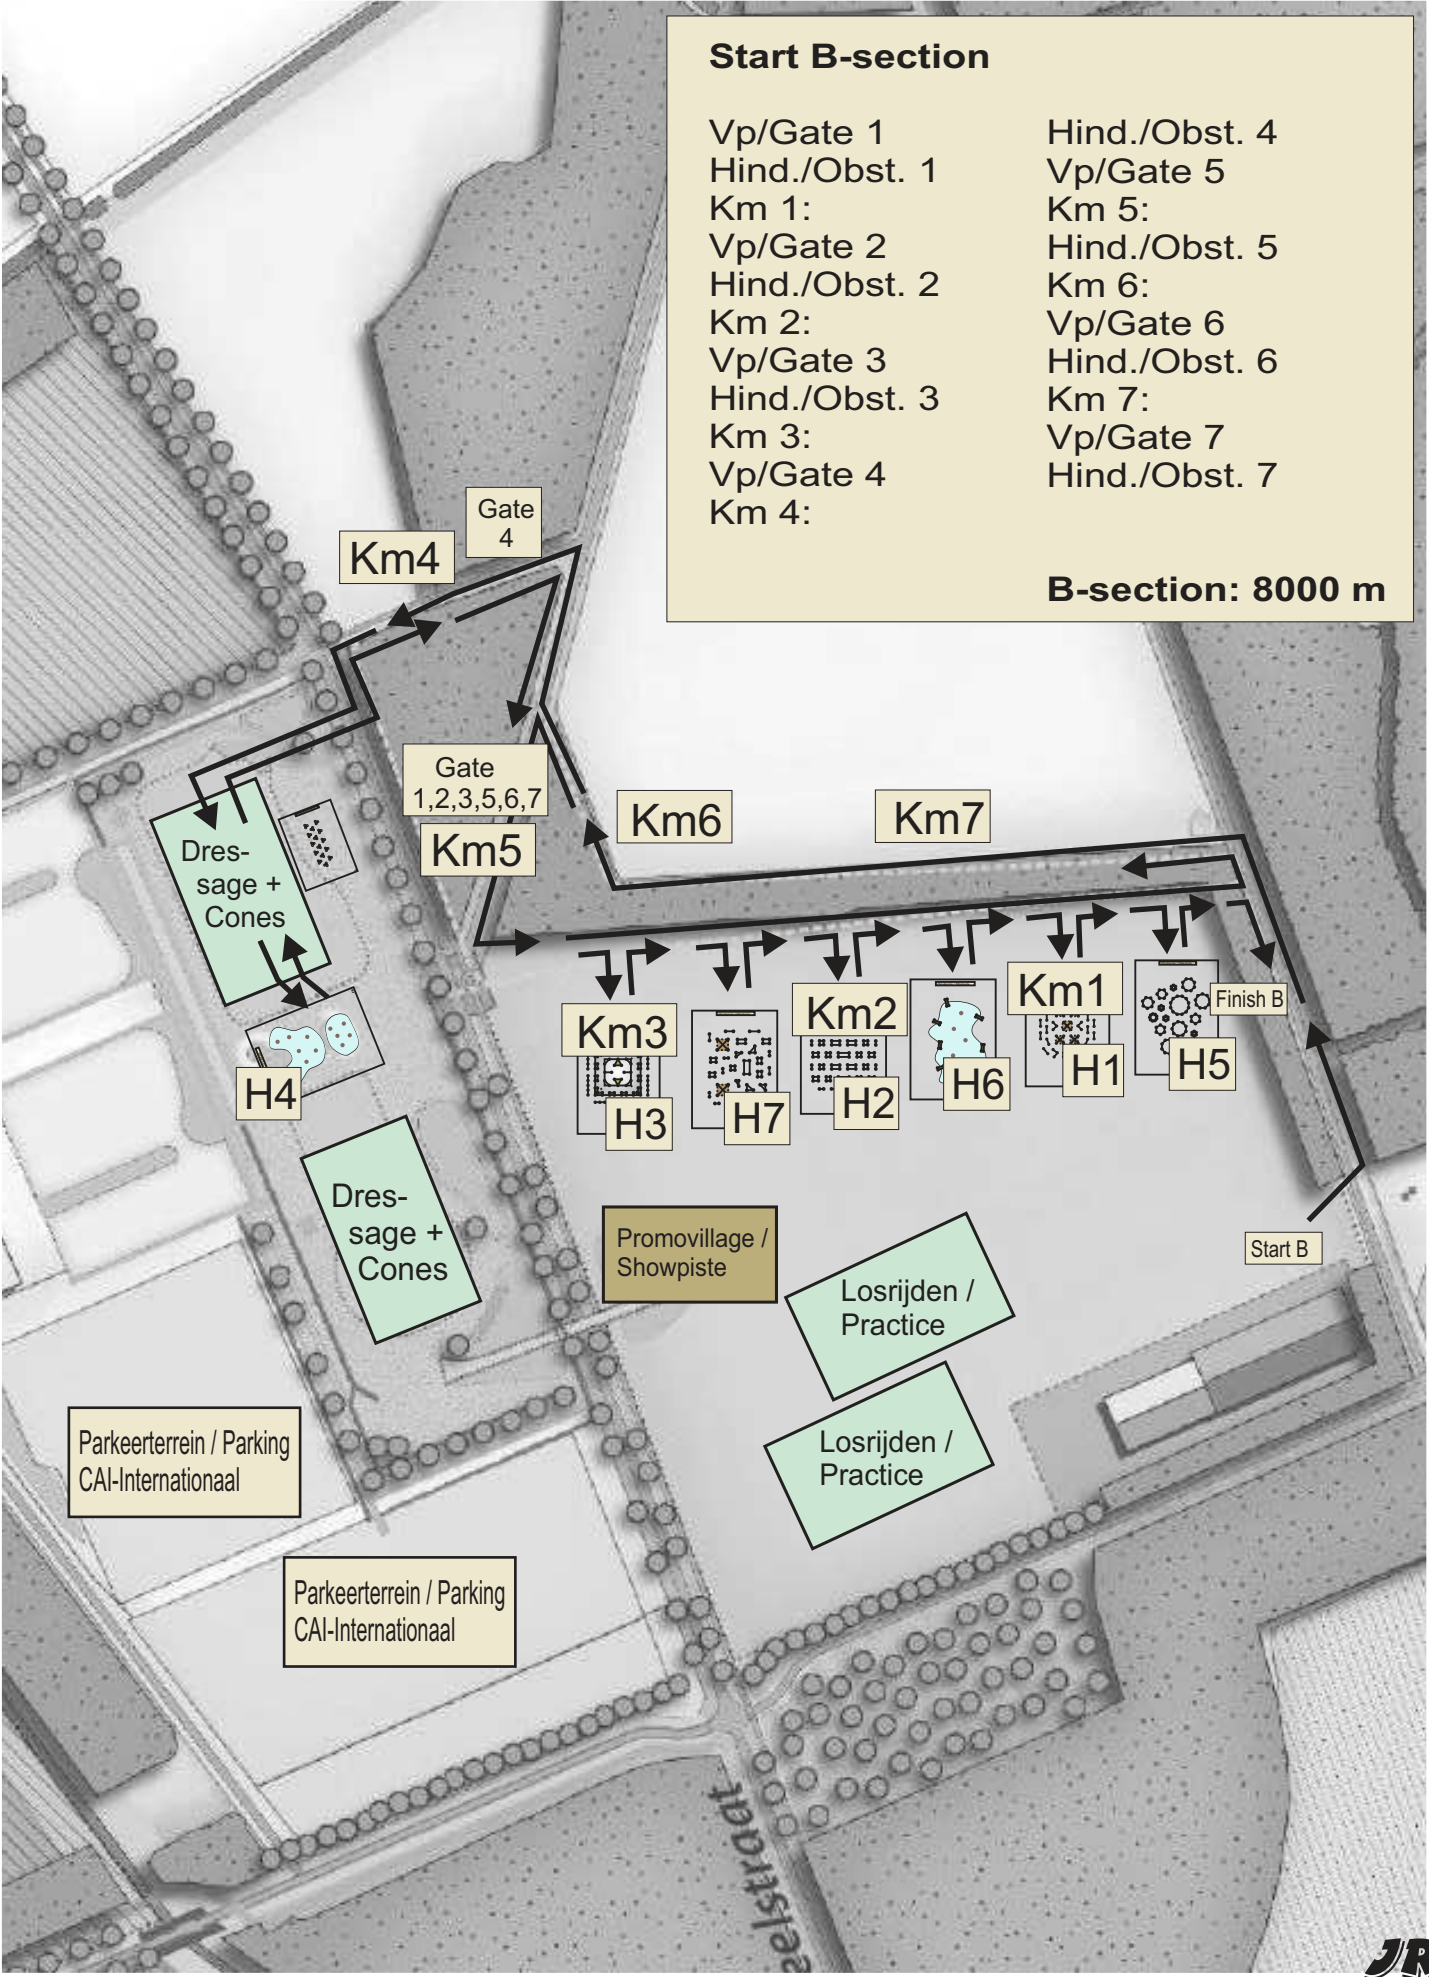 Start B-section
Vp/Gate 1
Hind./Obst. 1
Km 1:
Vp/Gate 2
Hind./Obst. 2
Km 2:
Vp/Gate 3
Hind./Obst. 3
Km 3:
Vp/Gate 4
Km 4:
Hind./Obst. 4
Vp/Gate 5
Km 5:
Hind./Obst. 5
Km 6:
Vp/Gate 6
Hind./Obst. 6
Km 7:
Vp/Gate 7
Hind./Obst. 7
B-section: 8000 m
Gate
4
Km4
Gate
1,2,3,5,6,7
Km5
Km6
Km7
Dres-
sage +
Cones
Km3
Km2
Km1
Finish B
H4
H3
H7
H2
H6
H1
H5
Dres-
sage +
Cones
Promovillage /
Showpiste
Start B
Losrijden /
Practice
Losrijden /
Practice
Parkeerterrein / Parking
CAI-Internationaal
Parkeerterrein / Parking
CAI-Internationaal
eelstraat
JR